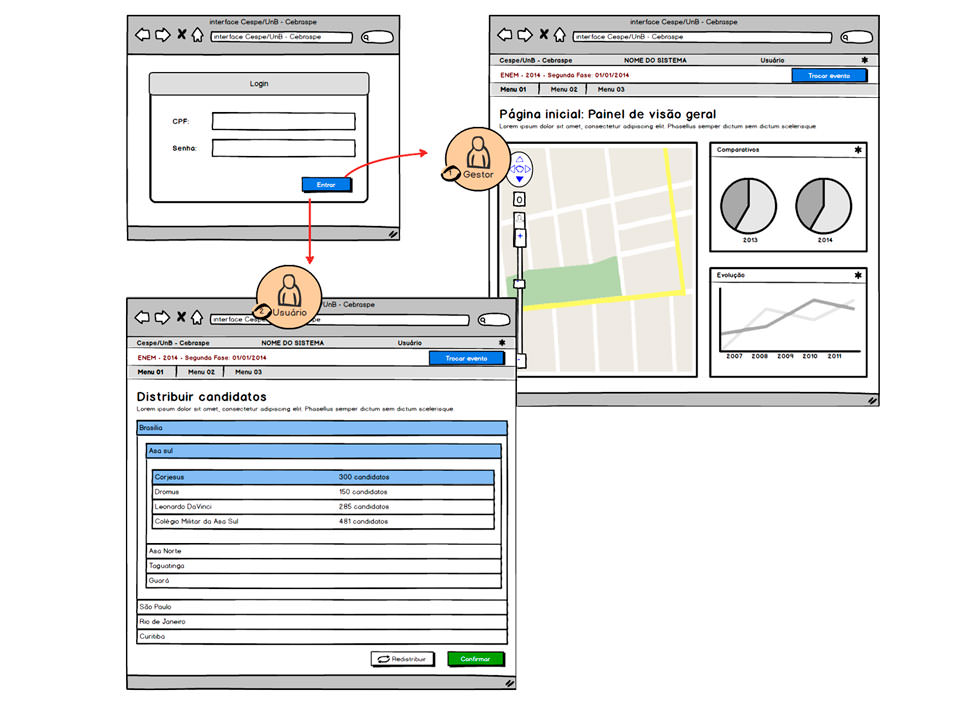 interface Cespe/UnB - Cebraspe
interface Cespe/UnB - Cebraspe
Login
CPF:
Senha:
Entrar
interface Cespe/UnB - Cebraspe
interface Cespe/UnB - Cebraspe
Cespe/UnB - Cebraspe NOME DO SISTEMA Usuário
ENEM - 2014 - Segunda Fase: 01/01/2014 Trocar evento
Menu 01 Menu 02 Menu 03
Página inicial: Painel de visão geral
Lorem ipsum dolor sit amet, consectetur adipiscing elit. Phasellus semper dictum sem dictum scelerisque
1
Gestor
+
-
Comparativos
2013 2014
Evolução
2007 2008 2009 2010 2011
2
Usuário
/UnB - Cebraspe
interface Cespe
Cespe/UnB - Cebraspe NOME DO SISTEMA Usuário
ENEM - 2014 - Segunda Fase: 01/01/2014 Trocar evento
Menu 01 Menu 02 Menu 03
Distribuir candidatos
Lorem ipsum dolor sit amet, consectetur adipiscing elit. Phasellus semper dictum sem dictum scelerisque
Brasília
Asa sul
Corjesus 300 candidatos
Dromus 150 candidatos
Leonardo DaVinci 285 candidatos
Colégio Militar da Asa Sul 481 candidatos
Asa Norte
Taguatinga
Guará
São Paulo
Rio de Janeiro
Curitiba
Redistribuir Confirmar